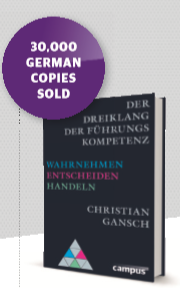 30,000
GERMAN
COPIES
SOLD
DER
DREIKLANG
DER FÜHRUNGS
KOMPETENZ
WAHRNEHMEN
ENTSCHEIDEN
HANDELN
CHRISTIAN
GANSCH
campus